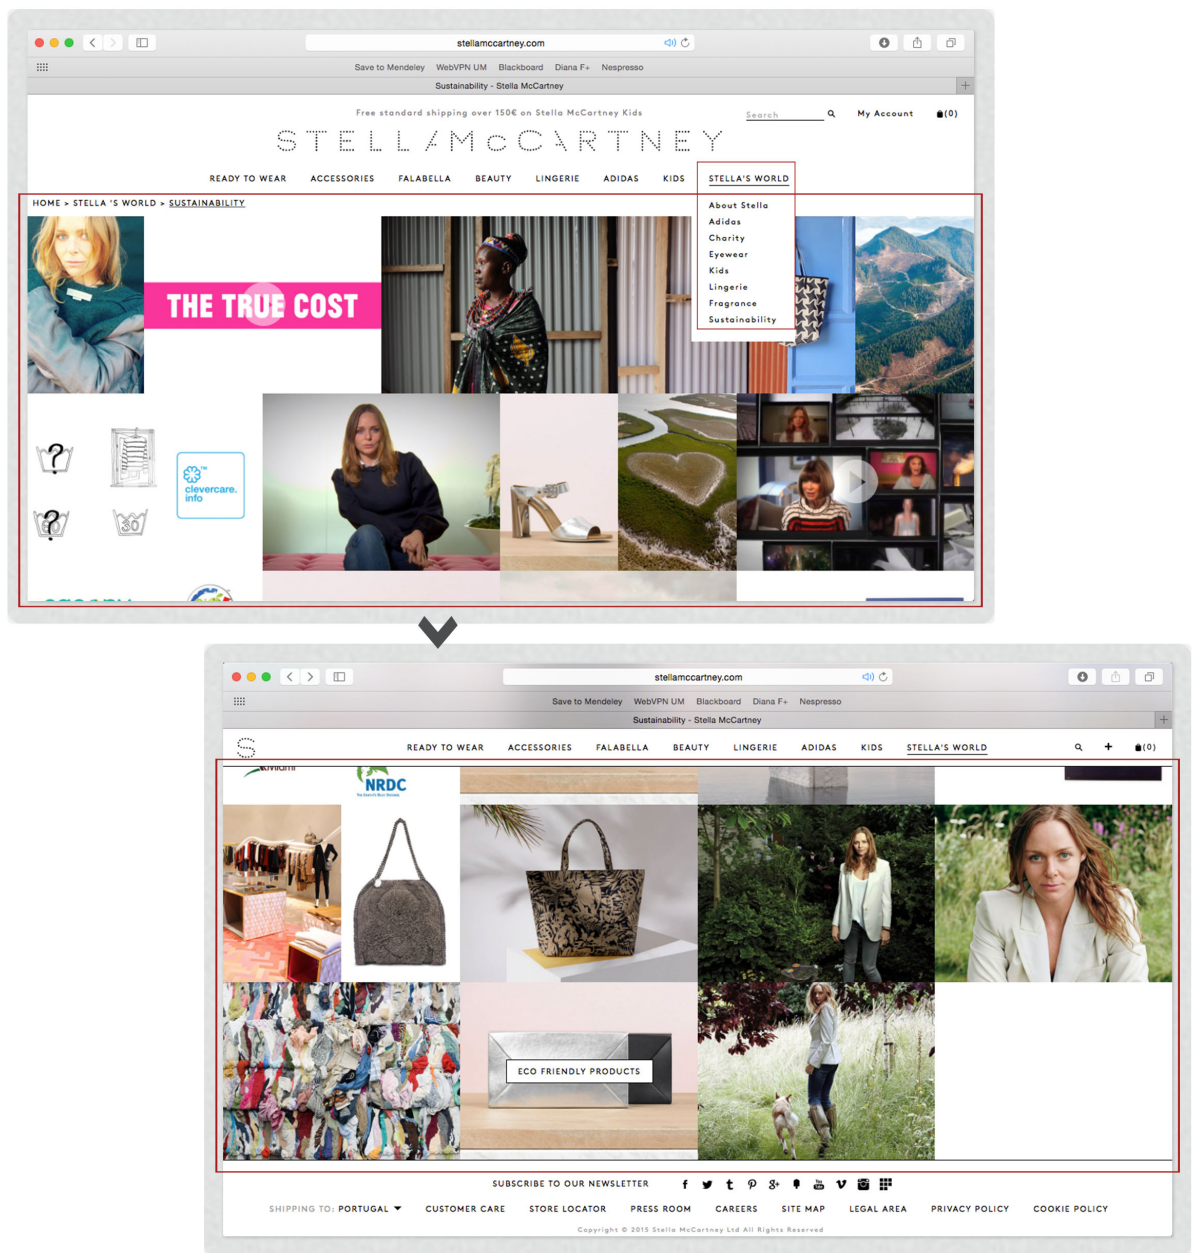 stellamccartney.com
Save to Mendeley WebVPN UM Blackboard Diana F+ Nespresso
Sustainability - Stella McCartney
Free standard shipping over 150€ on Stella McCartney Kids
Search My Account (0)
STELLA McCARTNEY
READY TO WEAR ACCESSORIES FALABELLA BEAUTY LINGERIE ADIDAS KIDS STELLA'S WORLD
HOME > STELLA 'S WORLD > SUSTAINABILITY
About Stella
Adidas
Charity
Eyewear
Kids
Lingerie
Fragrance
Sustainability
THE TRUE COST
?
clevercare.
info
™
?
30
stellamccartney.com
Save to Mendeley WebVPN UM Blackboard Diana F+ Nespresso
Sustainability - Stella McCartney
S READY TO WEAR ACCESSORIES FALABELLA BEAUTY LINGERIE ADIDAS KIDS STELLA'S WORLD + (0)
NRDC
ECO FRIENDLY PRODUCTS
SUBSCRIBE TO OUR NEWSLETTER
SHIPPING TO: PORTUGAL CUSTOMER CARE STORE LOCATOR PRESS ROOM CAREERS SITE MAP LEGAL AREA PRIVACY POLICY COOKIE POLICY
Copyright © 2015 Stella McCartney Ltd All Rights Reserved